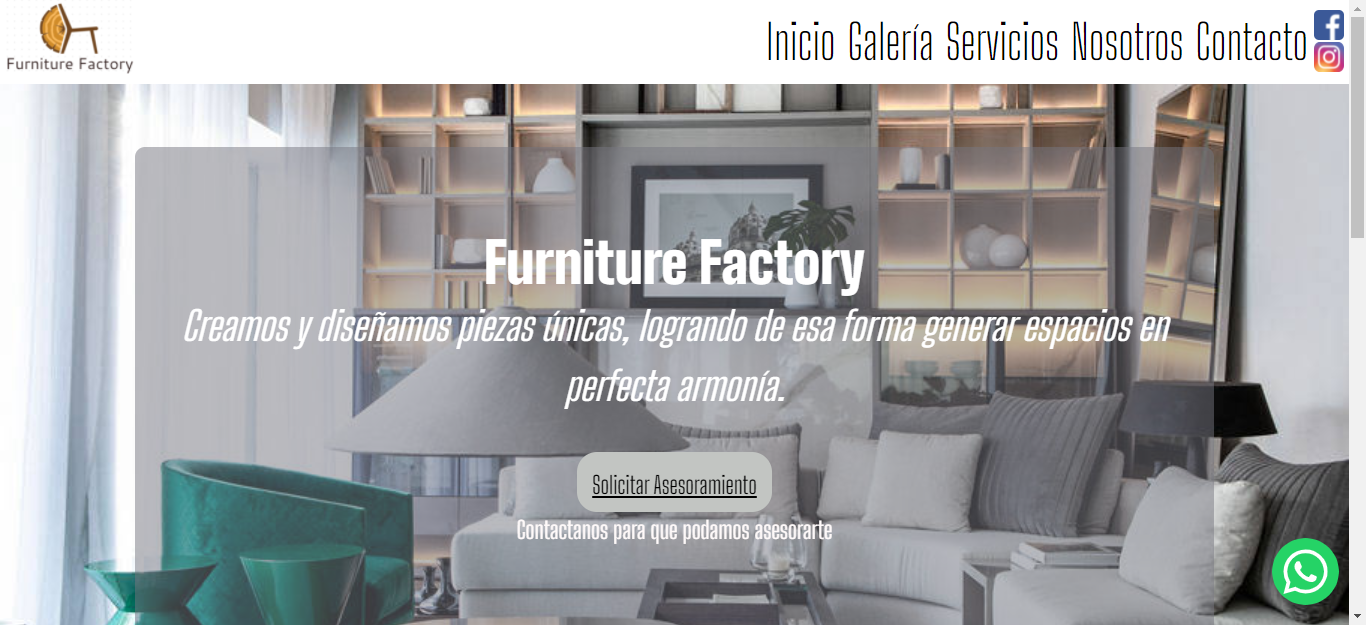 Furniture Factory
Inicio Galería Servicios Nosotros Contacto
Furniture Factory
Creamos y diseñamos piezas únicas, logrando de esa forma generar espacios en
perfecta armonía.
Solicitar Asesoramiento
Contactanos para que podamos asesorarte